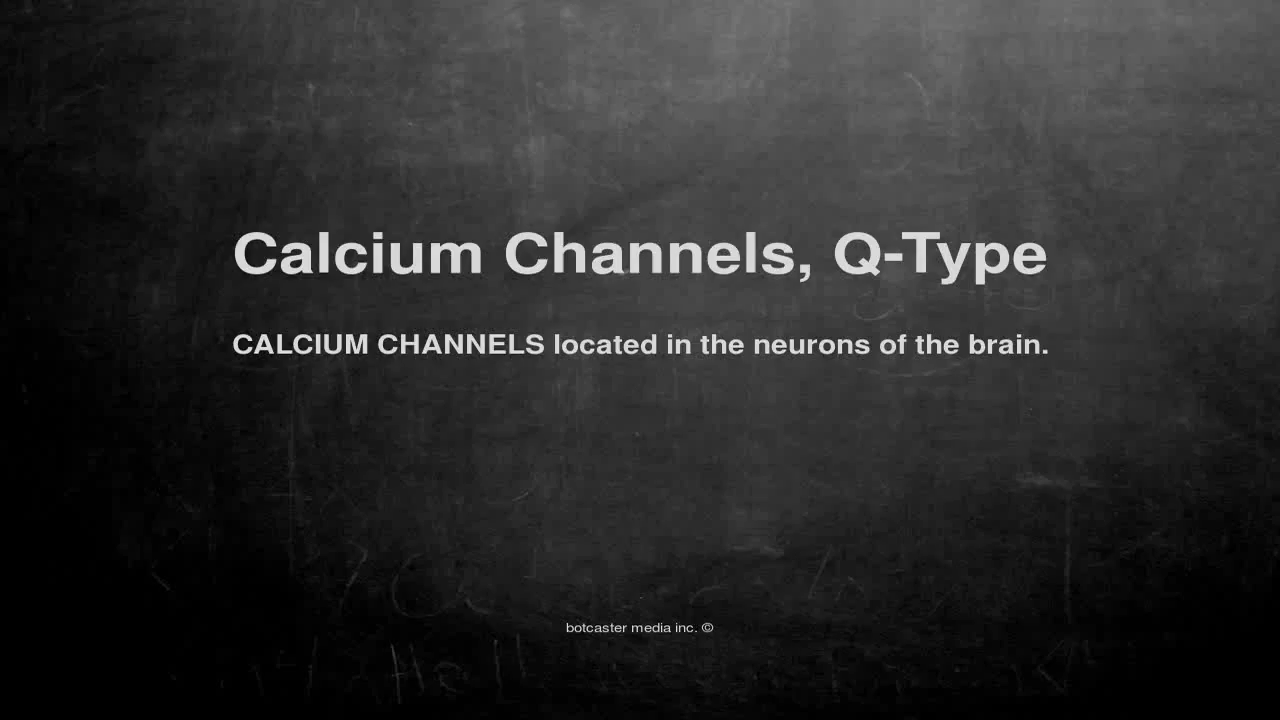 Calcium Channels, Q-Type
CALCIUM CHANNELS located in the neurons of the brain.
botcaster media inc. ©